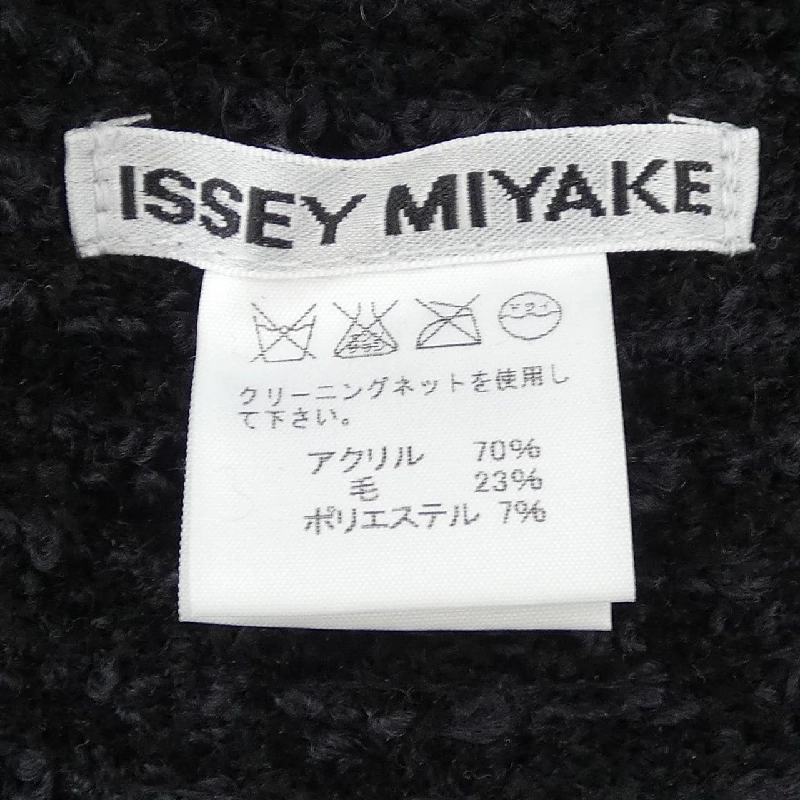 ISSEY MIYAKE
クリーニングネットを使用し
て下さい。
アクリル 70%
毛 23%
ポリエステル 7%